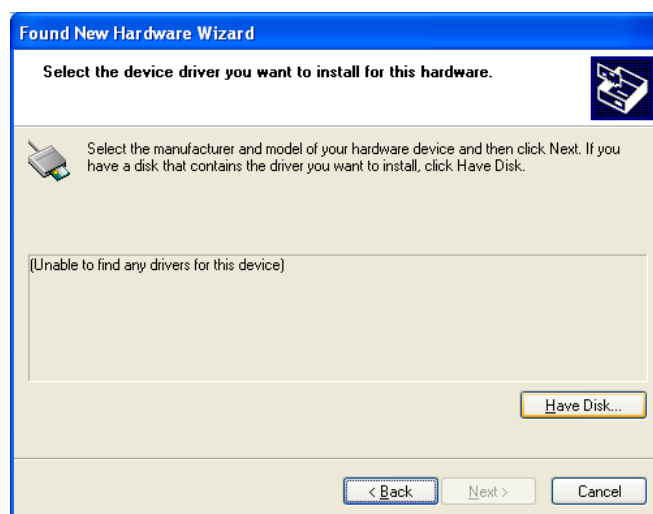 Found New Hardware Wizard
Select the device driver you want to install for this hardware.
Select the manufacturer and model of your hardware device and then click Next. If you
have a disk that contains the driver you want to install, click Have Disk.
(Unable to find any drivers for this device)
Have Disk...
< Back Next > Cancel